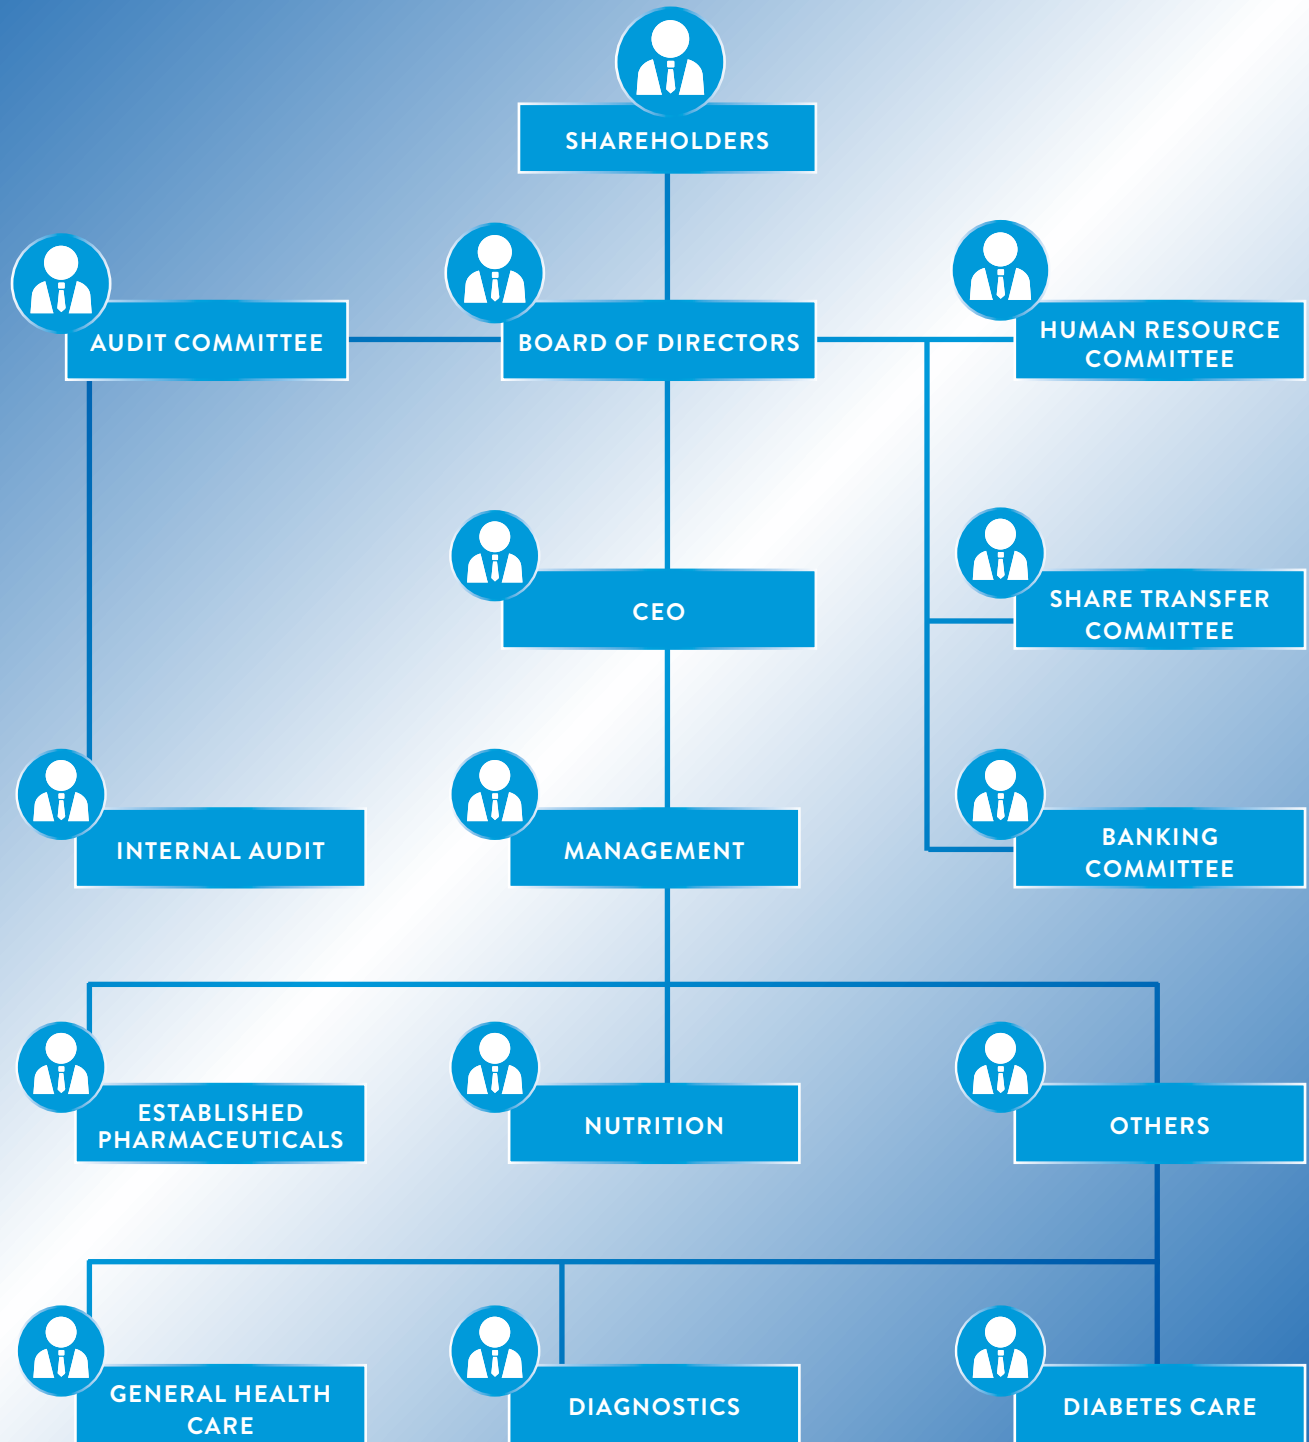 SHAREHOLDERS
AUDIT COMMITTEE
BOARD OF DIRECTORS
HUMAN RESOURCE
COMMITTEE
CEO
SHARE TRANSFER
COMMITTEE
INTERNAL AUDIT
MANAGEMENT
BANKING
COMMITTEE
ESTABLISHED
PHARMACEUTICALS
NUTRITION
OTHERS
GENERAL HEALTH
CARE
DIAGNOSTICS
DIABETES CARE